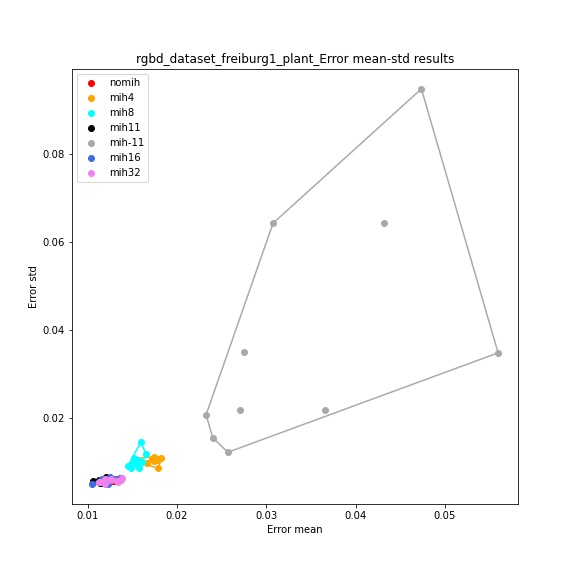 rgbd_dataset_freiburg1_plant_Error mean-std results
nomih
mih4
mih8
mih11
mih-11
mih16
mih32
0.08
0.06
0.04
0.02
Error std
0.01
0.02
0.03
0.04
0.05
Error mean